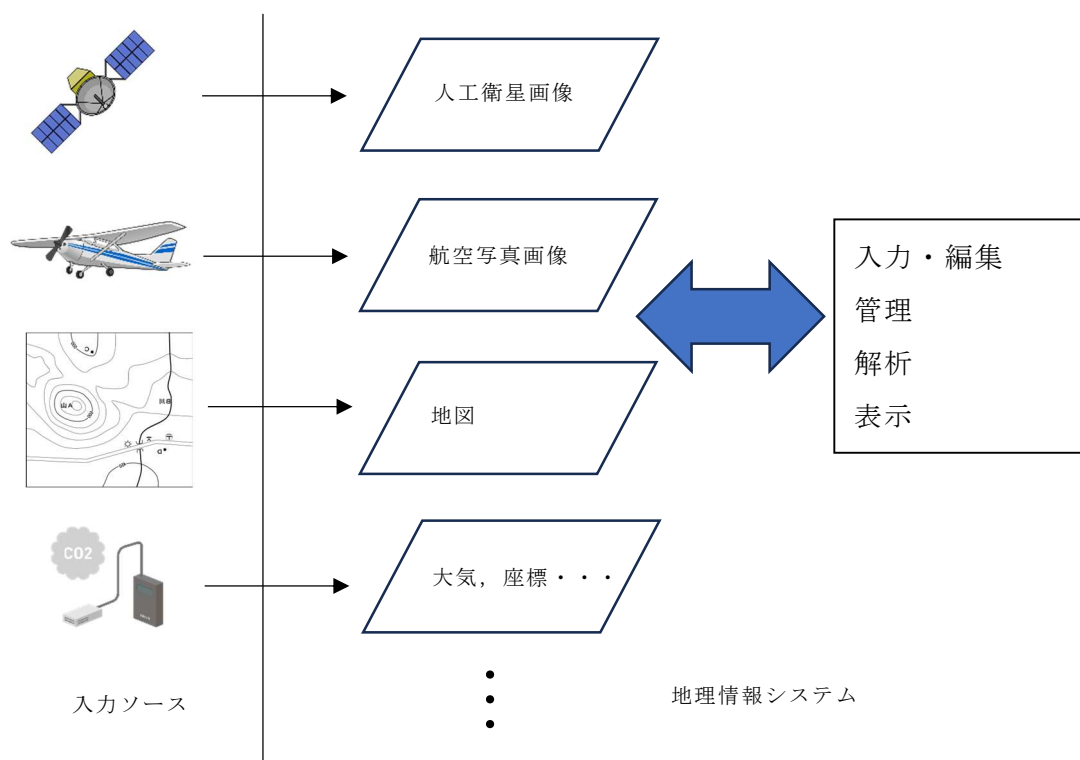 人工衛星画像
航空写真画像
入力・編集
管理
解析
表示
地図
CO2
大気，座標・・・
入力ソース
地理情報システム